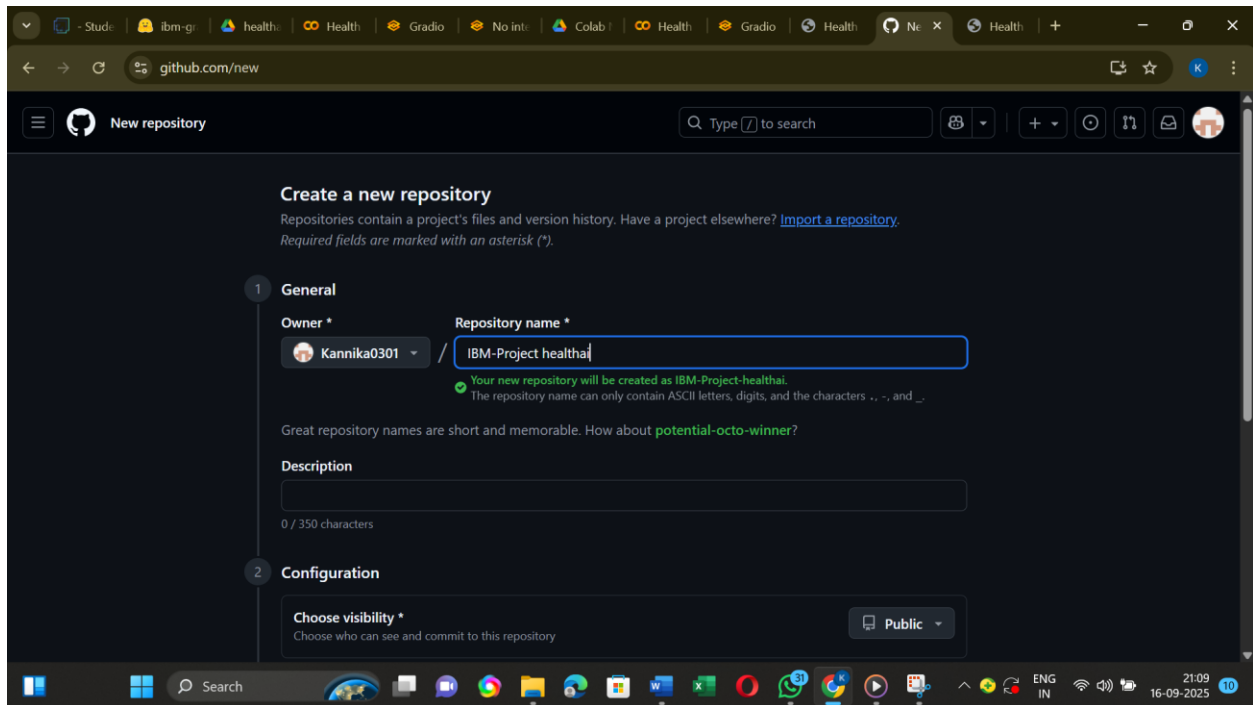 - Stude
ibm-gr
healtha
Health
Gradio
No inte
Colab
Health
Gradio
Health
Ne
Health
github.com/new
K
New repository
Type / to search
Create a new repository
Repositories contain a project's files and version history. Have a project elsewhere? Import a repository.
Required fields are marked with an asterisk (*).
1 General
Owner * Repository name *
Kannika0301 / IBM-Project healthai
Your new repository will be created as IBM-Project-healthai.
The repository name can only contain ASCII letters, digits, and the characters ., -, and _.
Great repository names are short and memorable. How about potential-octo-winner?
Description
0 / 350 characters
2 Configuration
Choose visibility *
Choose who can see and commit to this repository
Public
Search
31
K
ENG
IN
21:09
16-09-2025
10